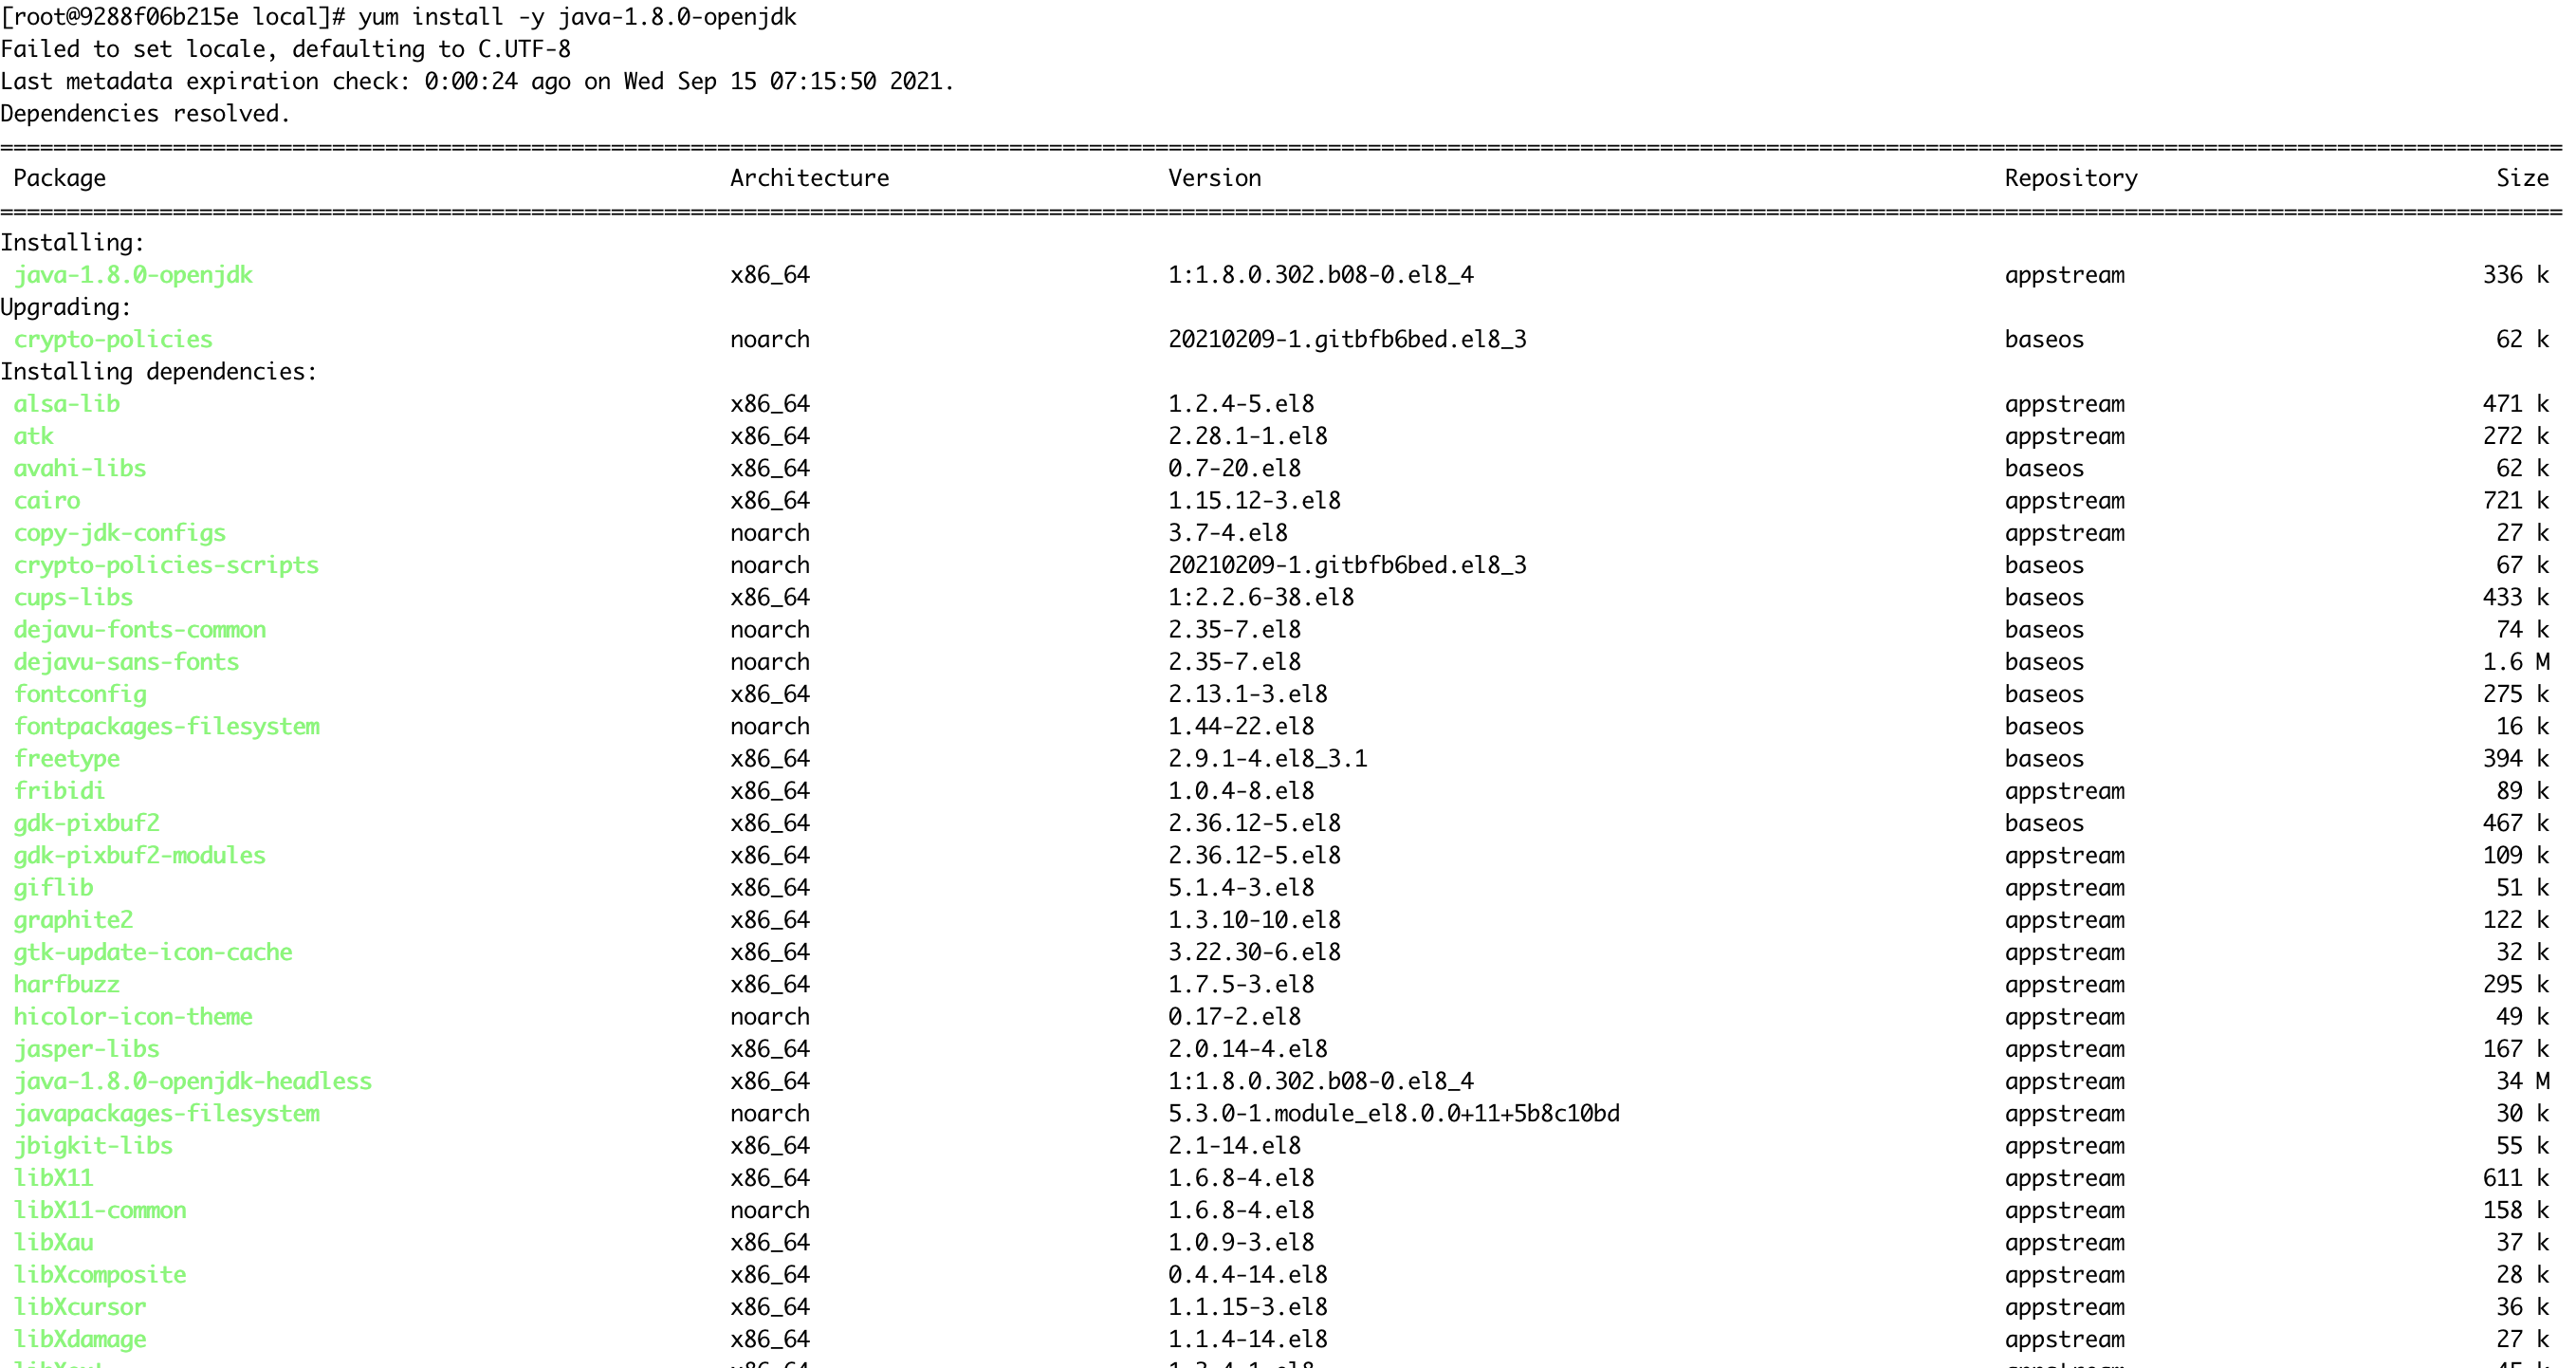 [root@9288f06b215e local]# yum install -y java-1.8.0-openjdk
Failed to set locale, defaulting to C.UTF-8
Last metadata expiration check: 0:00:24 ago on Wed Sep 15 07:15:50 2021.
Dependencies resolved.
Package Architecture Version Repository Size
Installing:
java-1.8.0-openjdk x86_64 1:1.8.0.302.b08-0.el8_4 appstream 336 k
Upgrading:
crypto-policies noarch 20210209-1.gitbfb6bed.el8_3 baseos 62 k
Installing dependencies:
alsa-lib x86_64 1.2.4-5.el8 appstream 471 k
atk x86_64 2.28.1-1.el8 appstream 272 k
avahi-libs x86_64 0.7-20.el8 baseos 62 k
cairo x86_64 1.15.12-3.el8 appstream 721 k
copy-jdk-configs noarch 3.7-4.el8 appstream 27 k
crypto-policies-scripts noarch 20210209-1.gitbfb6bed.el8_3 baseos 67 k
cups-libs x86_64 1:2.2.6-38.el8 baseos 433 k
dejavu-fonts-common noarch 2.35-7.el8 baseos 74 k
dejavu-sans-fonts noarch 2.35-7.el8 baseos 1.6 M
fontconfig x86_64 2.13.1-3.el8 baseos 275 k
fontpackages-filesystem noarch 1.44-22.el8 baseos 16 k
freetype x86_64 2.9.1-4.el8_3.1 baseos 394 k
fribidi x86_64 1.0.4-8.el8 appstream 89 k
gdk-pixbuf2 x86_64 2.36.12-5.el8 baseos 467 k
gdk-pixbuf2-modules x86_64 2.36.12-5.el8 appstream 109 k
giflib x86_64 5.1.4-3.el8 appstream 51 k
graphite2 x86_64 1.3.10-10.el8 appstream 122 k
gtk-update-icon-cache x86_64 3.22.30-6.el8 appstream 32 k
harfbuzz x86_64 1.7.5-3.el8 appstream 295 k
hicolor-icon-theme noarch 0.17-2.el8 appstream 49 k
jasper-libs x86_64 2.0.14-4.el8 appstream 167 k
java-1.8.0-openjdk-headless x86_64 1:1.8.0.302.b08-0.el8_4 appstream 34 M
javapackages-filesystem noarch 5.3.0-1.module_el8.0.0+11+5b8c10bd appstream 30 k
jbigkit-libs x86_64 2.1-14.el8 appstream 55 k
libX11 x86_64 1.6.8-4.el8 appstream 611 k
libX11-common noarch 1.6.8-4.el8 appstream 158 k
libXau x86_64 1.0.9-3.el8 appstream 37 k
libXcomposite x86_64 0.4.4-14.el8 appstream 28 k
libXcursor x86_64 1.1.15-3.el8 appstream 36 k
libXdamage x86_64 1.1.4-14.el8 appstream 27 k